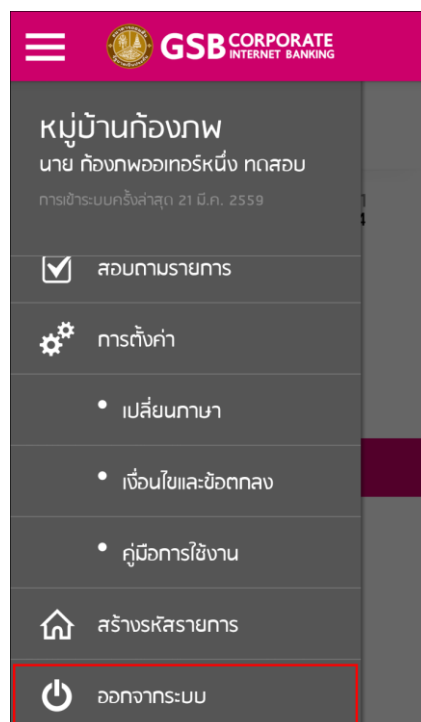 GSB CORPORATE
INTERNET BANKING
หมู่บ้านก้องภพ
นาย ก้องภพออเทอร์หนึ่ง ทดสอบ
การเข้าระบบครั้งล่าสุด 21 มี.ค. 2559
1
4
สอบถามรายการ
การตั้งค่า
• เปลี่ยนภาษา
• เงื่อนไขและข้อตกลง
• คู่มือการใช้งาน
สร้างรหัสรายการ
ออกจากระบบ